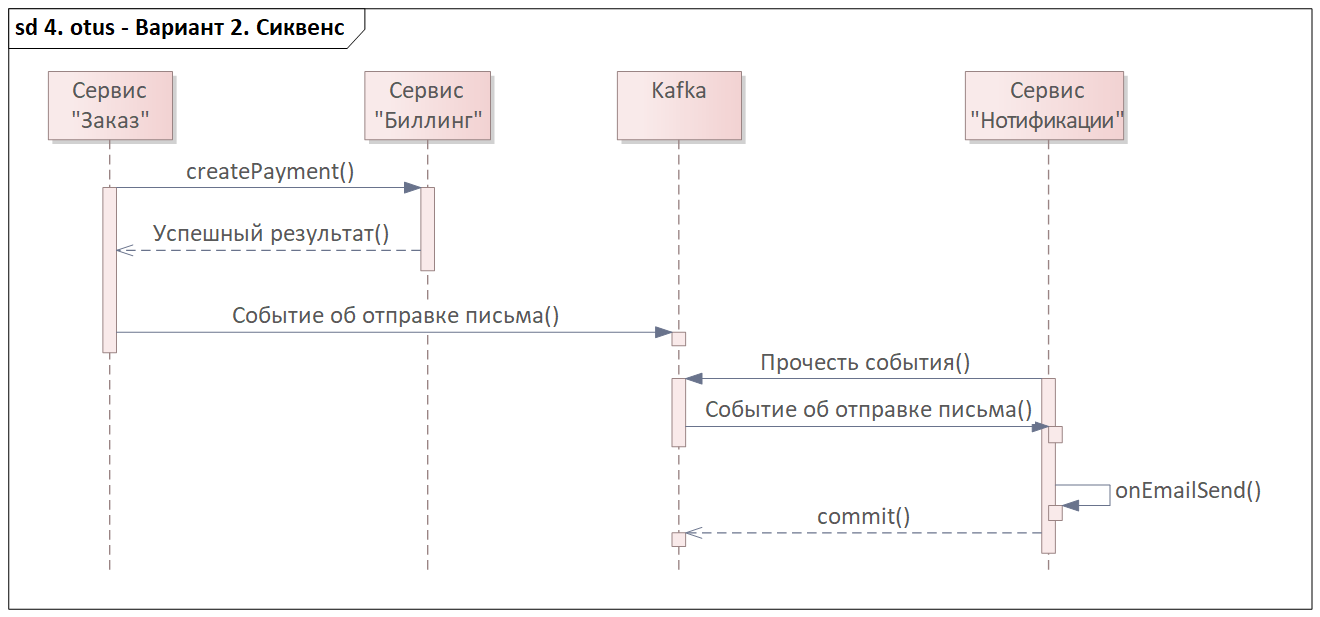 sd 4. otus - Вариант 2. Сиквенс
Сервис
"Заказ"
Сервис
"Биллинг"
Kafka
Сервис
"Нотификации"
createPayment()
Успешный результат()
Событие об отправке письма()
Прочесть события()
Событие об отправке письма()
onEmailSend()
commit()